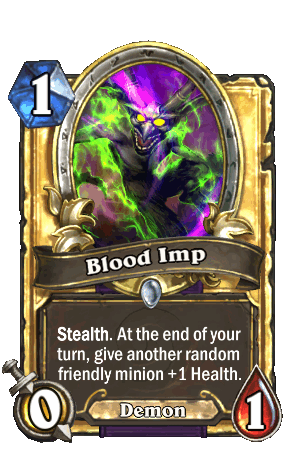 1
Blood Imp
Stealth. At the end of your
turn, give another random
friendly minion +1 Health.
0
Demon
1